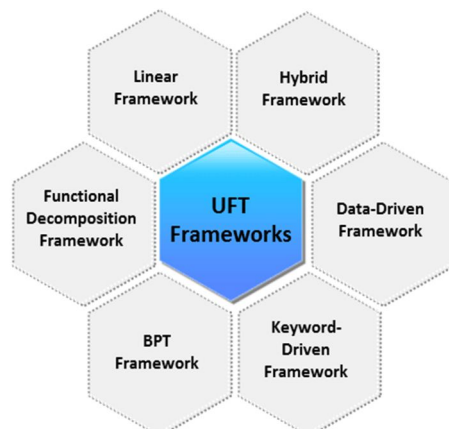 Linear
Framework
Hybrid
Framework
Functional
Decomposition
Framework
UFT
Frameworks
Data-Driven
Framework
BPT
Framework
Keyword-
Driven
Framework